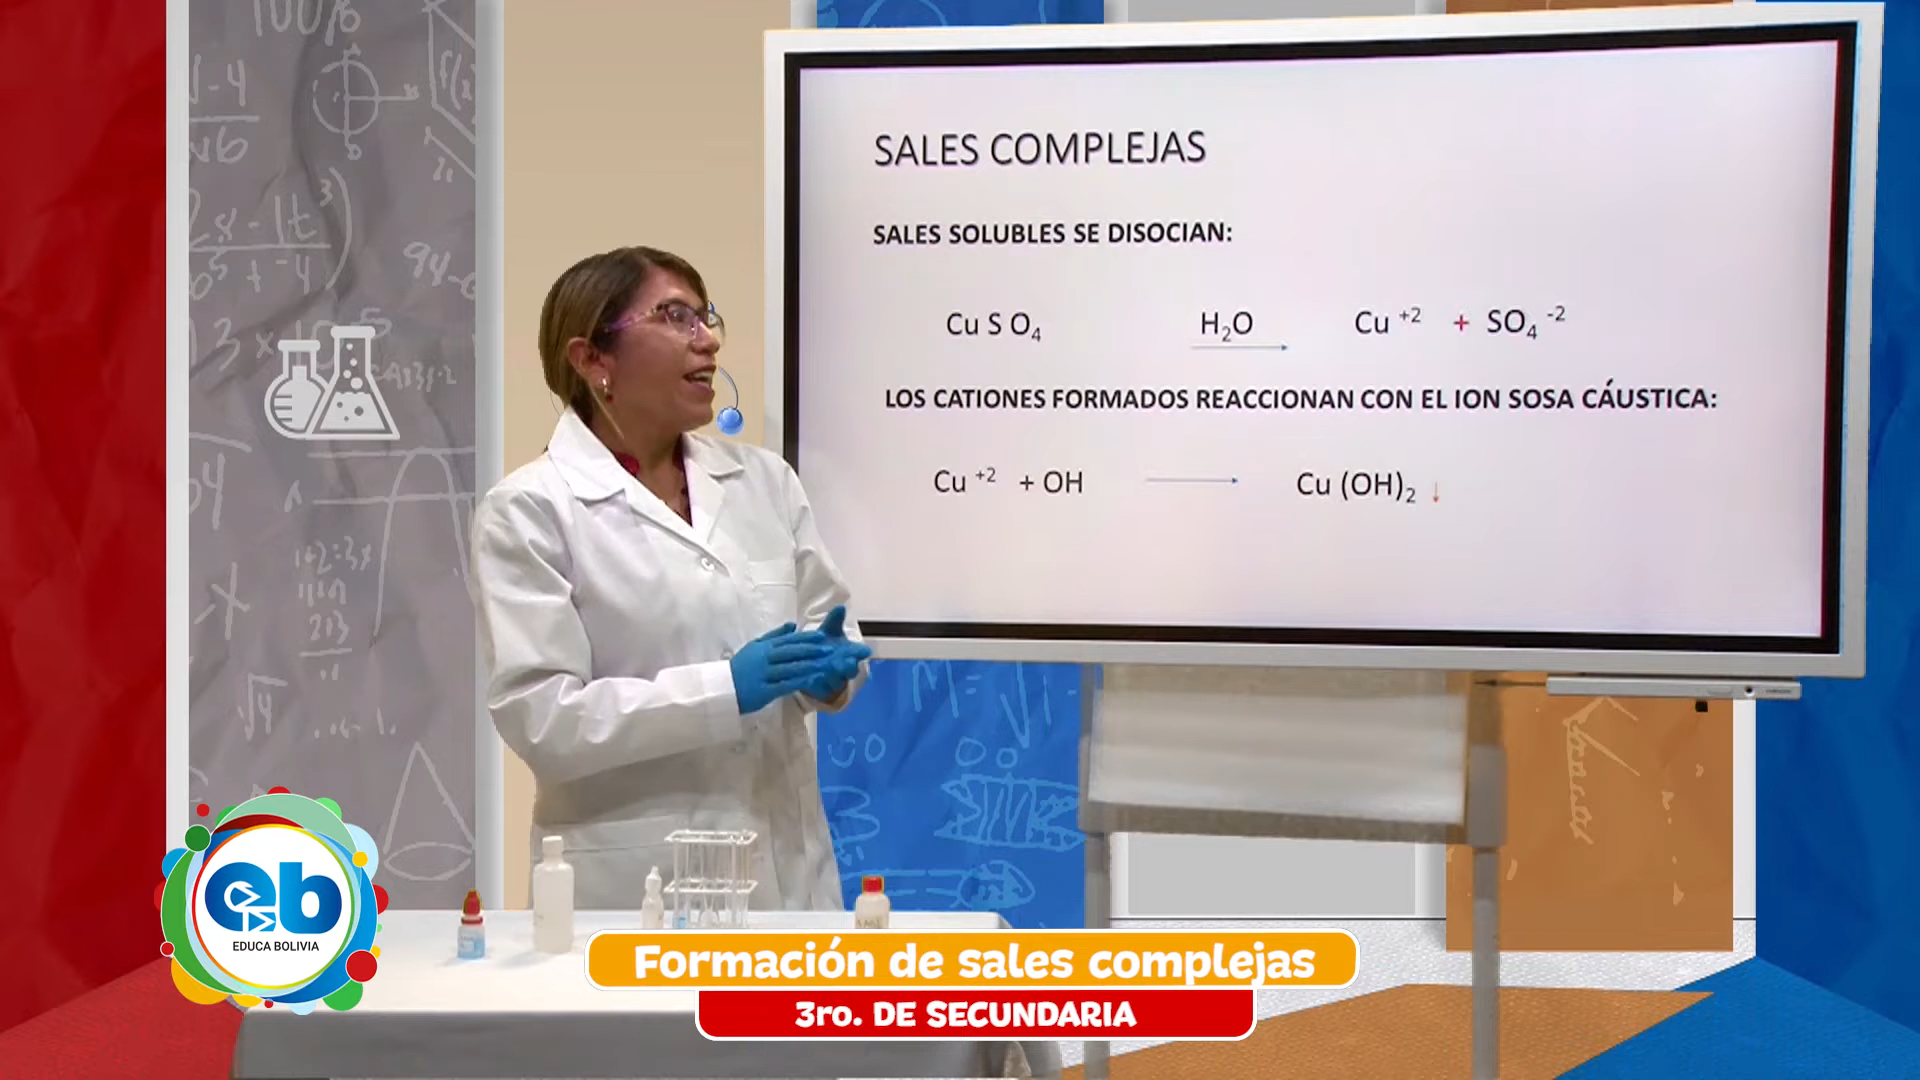 SALES COMPLEJAS
SALES SOLUBLES SE DISOCIAN:
Cu S O₄ H₂O Cu ⁺² + SO₄ ⁻²
LOS CATIONES FORMADOS REACCIONAN CON EL ION SOSA CÁUSTICA:
Cu ⁺² + OH Cu (OH)₂ ↓
eb
EDUCA BOLIVIA
Formación de sales complejas
3ro. DE SECUNDARIA